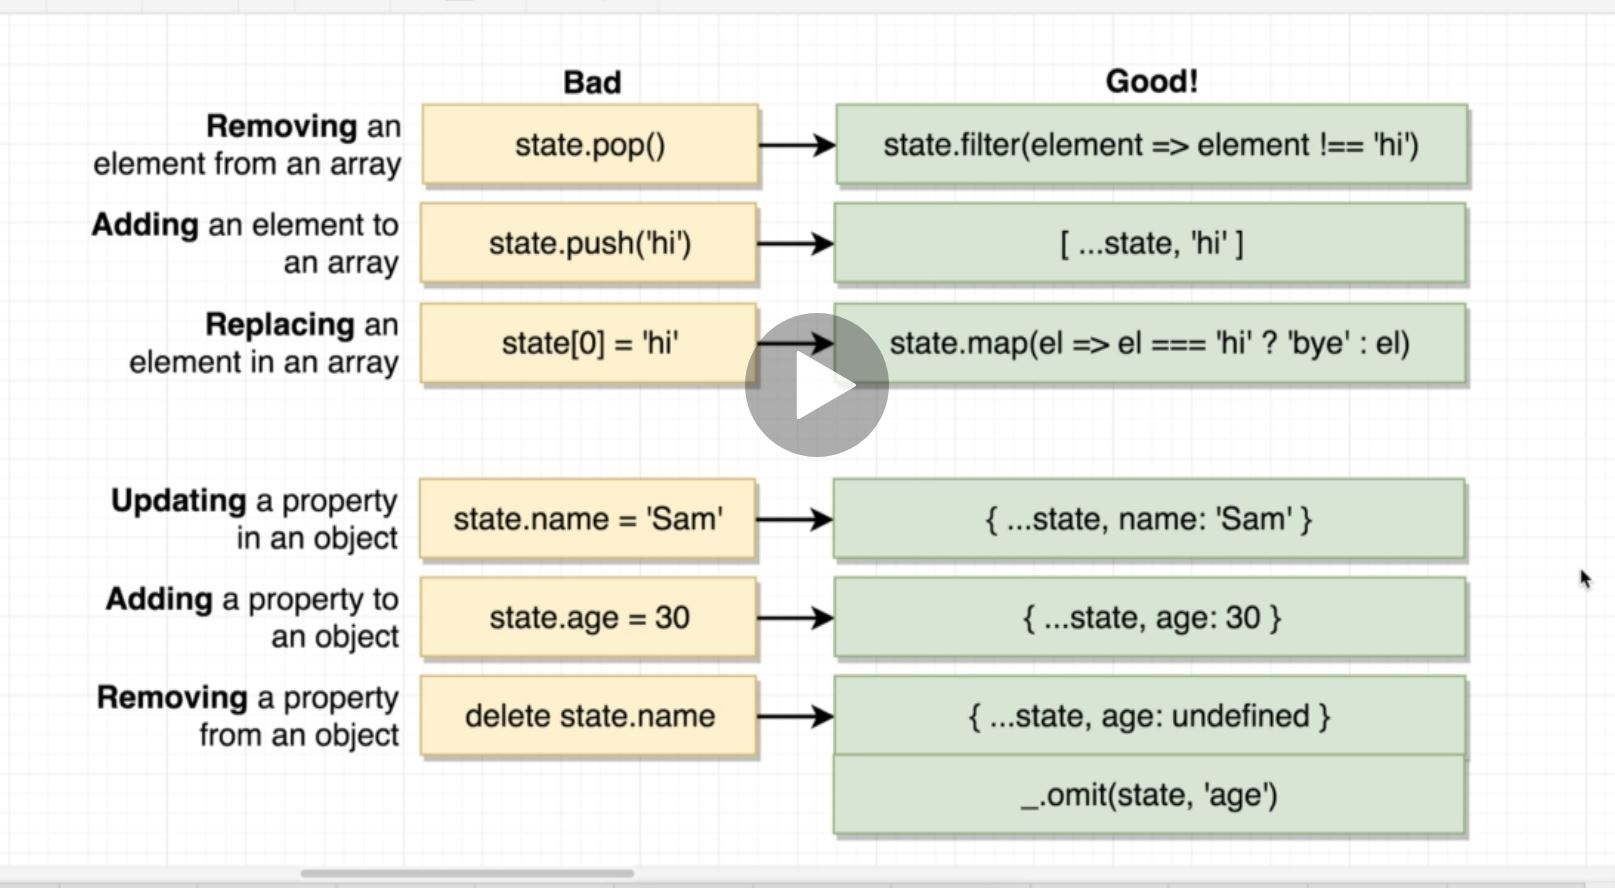 Bad
Good!
Removing an
element from an array
state.pop()
state.filter(element => element !== 'hi')
Adding an element to
an array
state.push('hi')
[ ...state, 'hi' ]
Replacing an
element in an array
state[0] = 'hi'
state.map(el => el === 'hi' ? 'bye' : el)
Updating a property
in an object
state.name = 'Sam'
{ ...state, name: 'Sam' }
Adding a property to
an object
state.age = 30
{ ...state, age: 30 }
Removing a property
from an object
delete state.name
{ ...state, age: undefined }
_.omit(state, 'age')